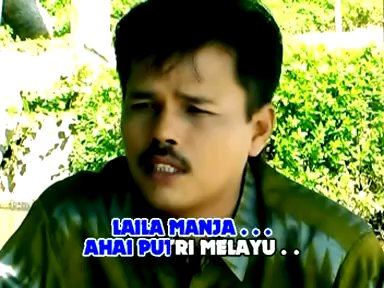 LAILA MANJA . . .
AHAI PUTRI MELAYU . .